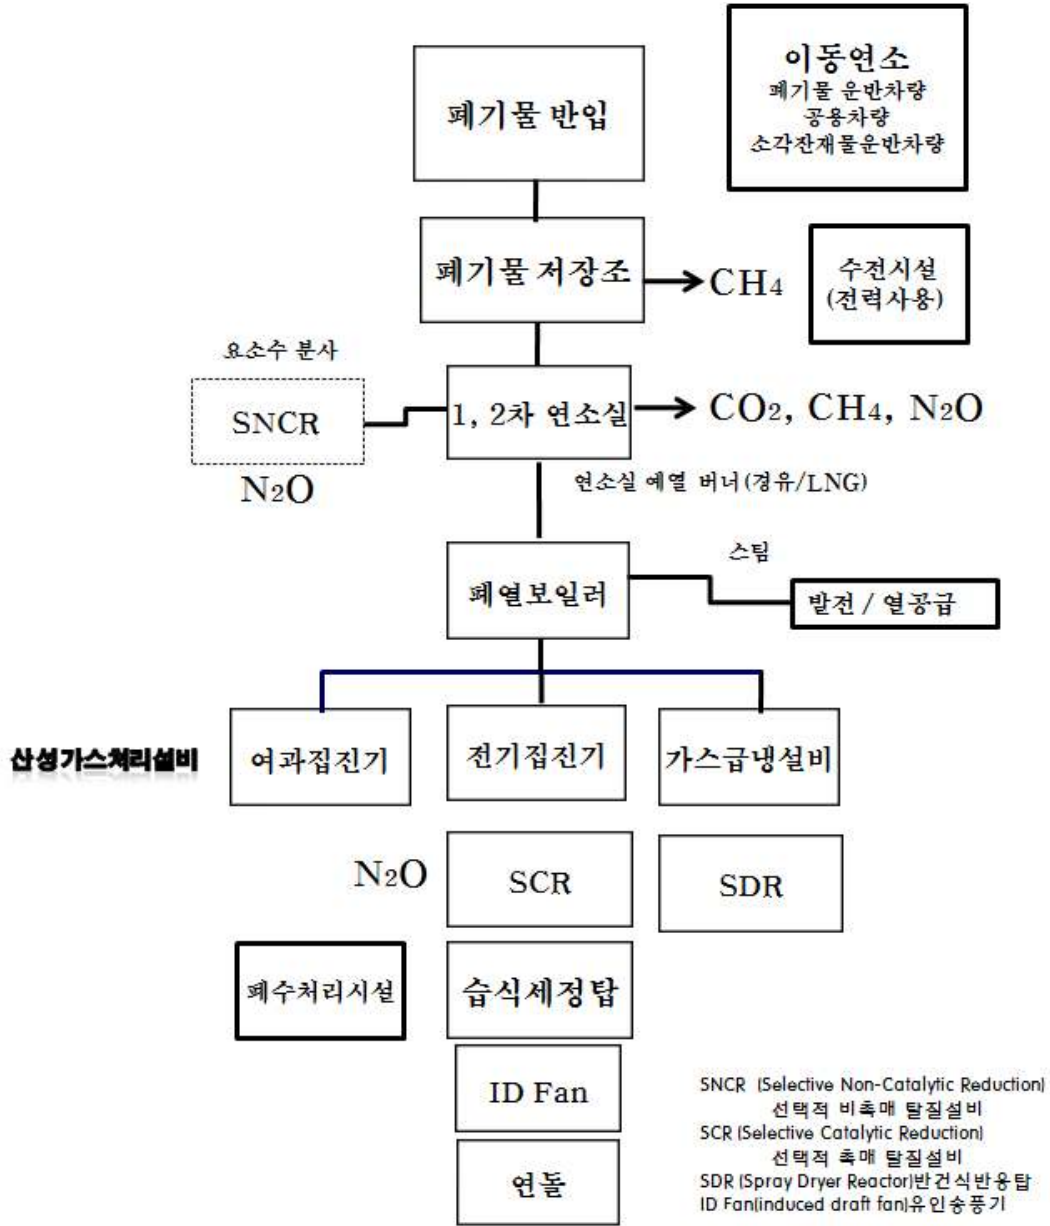 이동연소
폐기물 운반차량
공용차량
소각잔재물운반차량
폐기물 반입
폐기물 저장조
CH4
수전시설
(전력사용)
요소수 분사
SNCR
N2O
1, 2차 연소실
CO2, CH4, N2O
연소실 예열 버너(경유/LNG)
폐열보일러
스팀
발전 / 열공급
산성가스처리설비
여과집진기
전기집진기
가스급냉설비
N2O
SCR
SDR
폐수처리시설
습식세정탑
ID Fan
연돌
SNCR (Selective Non-Catalytic Reduction)
선택적 비촉매 탈질설비
SCR (Selective Catalytic Reduction)
선택적 촉매 탈질설비
SDR (Spray Dryer Reactor)반건식반응탑
ID Fan(induced draft fan)유인송풍기